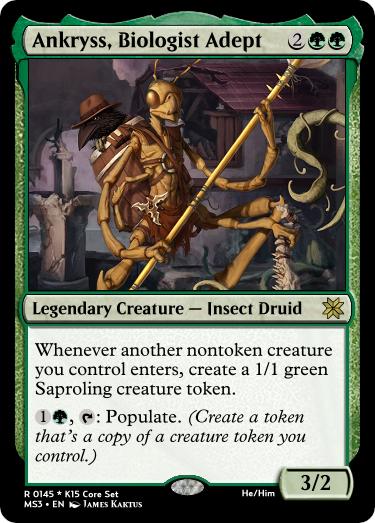 Ankryss, Biologist Adept 2
Legendary Creature — Insect Druid
Whenever another nontoken creature
you control enters, create a 1/1 green
Saproling creature token.
1, : Populate. (Create a token
that's a copy of a creature token you
control.)
3/2
R 0145 * K15 Core Set
He/Him
MS3 • EN James Kaktus